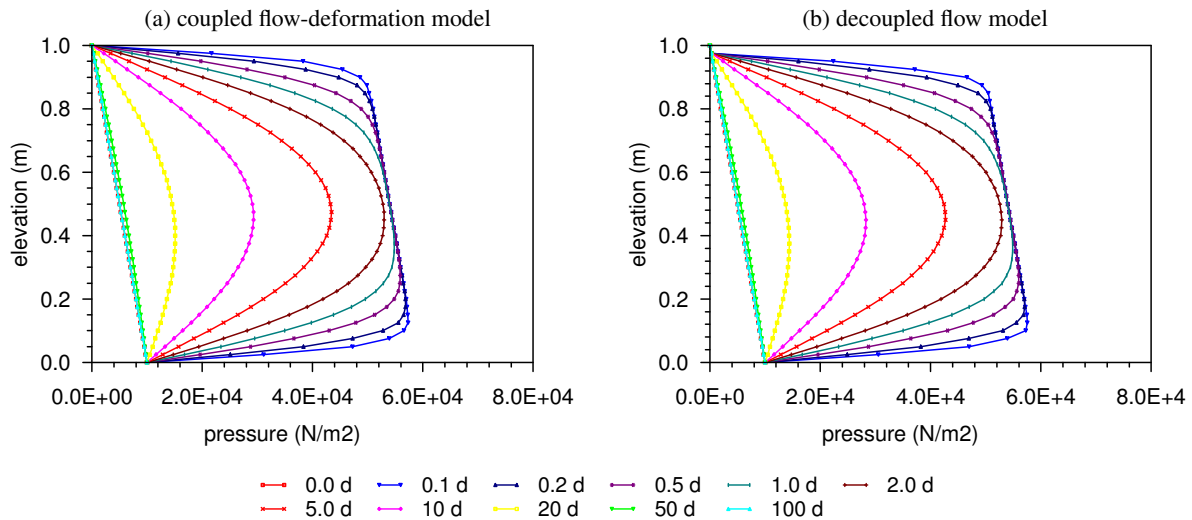 (a) coupled flow-deformation model
(b) decoupled flow model
1.0
0.8
0.6
0.4
0.2
0.0
elevation (m)
0.0E+00 2.0E+04 4.0E+04 6.0E+04 8.0E+04
pressure (N/m2)
1.0
0.8
0.6
0.4
0.2
0.0
elevation (m)
0.0E+0 2.0E+4 4.0E+4 6.0E+4 8.0E+4
pressure (N/m2)
0.0 d 0.1 d 0.2 d 0.5 d 1.0 d 2.0 d
5.0 d 10 d 20 d 50 d 100 d